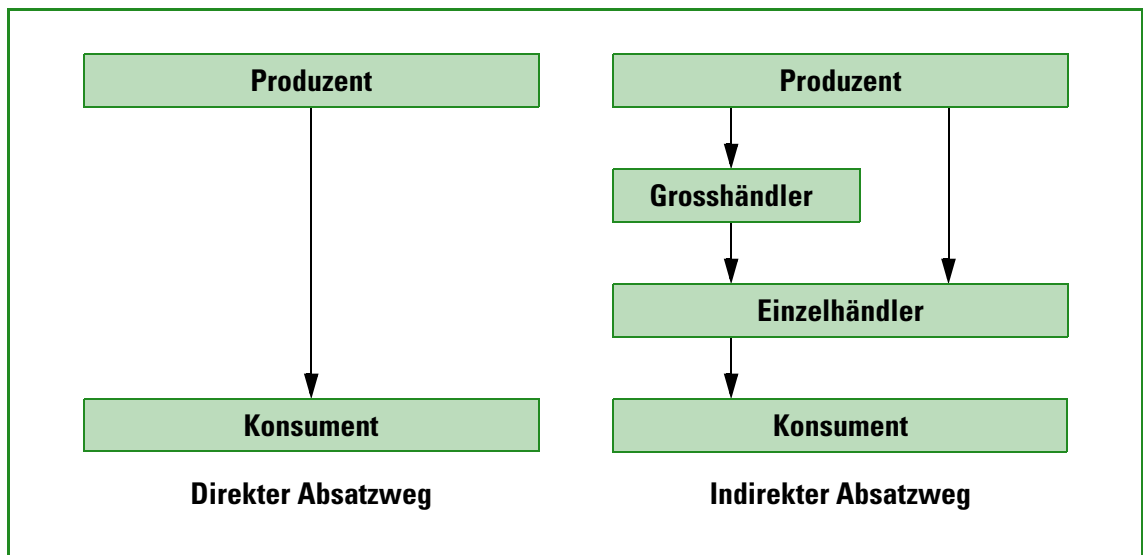 Produzent
Konsument
Direkter Absatzweg
Produzent
Grosshändler
Einzelhändler
Konsument
Indirekter Absatzweg